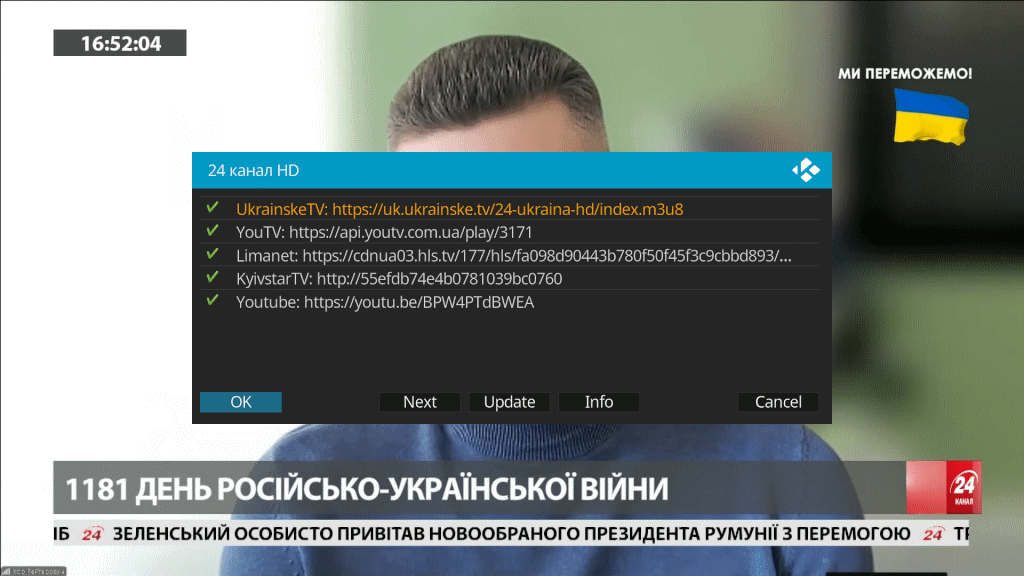 16:52:04
МИ ПЕРЕМОЖЕМО!
24 канал HD
UkrainskeTV: https://uk.ukrainske.tv/24-ukraina-hd/index.m3u8
YouTV: https://api.youtv.com.ua/play/3171
Limanet: https://cdnua03.hls.tv/177/hls/fa098d90443b780f50f45f3c9cbbd893/...
KyivstarTV: http://55efdb74e4b0781039bc0760
Youtube: https://youtu.be/BPW4PTdBWEA
OK Next Update Info Cancel
1181 ДЕНЬ РОСІЙСЬКО-УКРАЇНСЬКОЇ ВІЙНИ
24 КАНАЛ
ИБ 24 ЗЕЛЕНСЬКИЙ ОСОБИСТО ПРИВІТАВ НОВООБРАНОГО ПРЕЗИДЕНТА РУМУНІЇ З ПЕРЕМОГОЮ 24